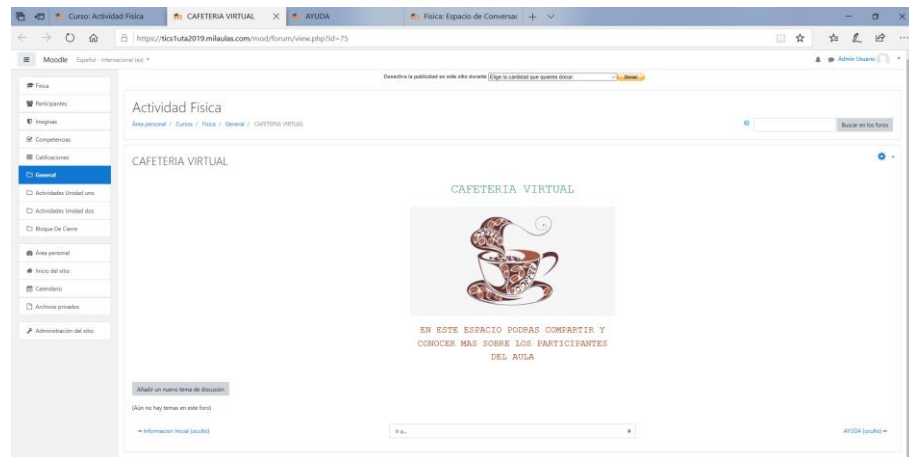 Curso: Actividad Física
CAFETERIA VIRTUAL
AYUDA
Física: Espacio de Conversac
https://tics1uta2019.milaulas.com/mod/forum/view.php?id=75
Moodle Español - Internacional (es)
Admin Usuario
Desactiva la publicidad en este sitio durante Elige la cantidad que quieres donar Donar
Física
Participantes
Insignias
Competencias
Calificaciones
General
Actividades Unidad uno
Actividades Unidad dos
Bloque De Cierre
Área personal
Inicio del sitio
Calendario
Archivos privados
Administración del sitio
Actividad Fisica
Área personal / Cursos / Fisica / General / CAFETERIA VIRTUAL
Buscar en los foros
CAFETERIA VIRTUAL
CAFETERIA VIRTUAL
EN ESTE ESPACIO PODRAS COMPARTIR Y
CONOCER MAS SOBRE LOS PARTICIPANTES
DEL AULA
Añadir un nuevo tema de discusión
(Aún no hay temas en este foro)
Informacion Inicial (oculto)
Ir a...
AYUDA (oculto)